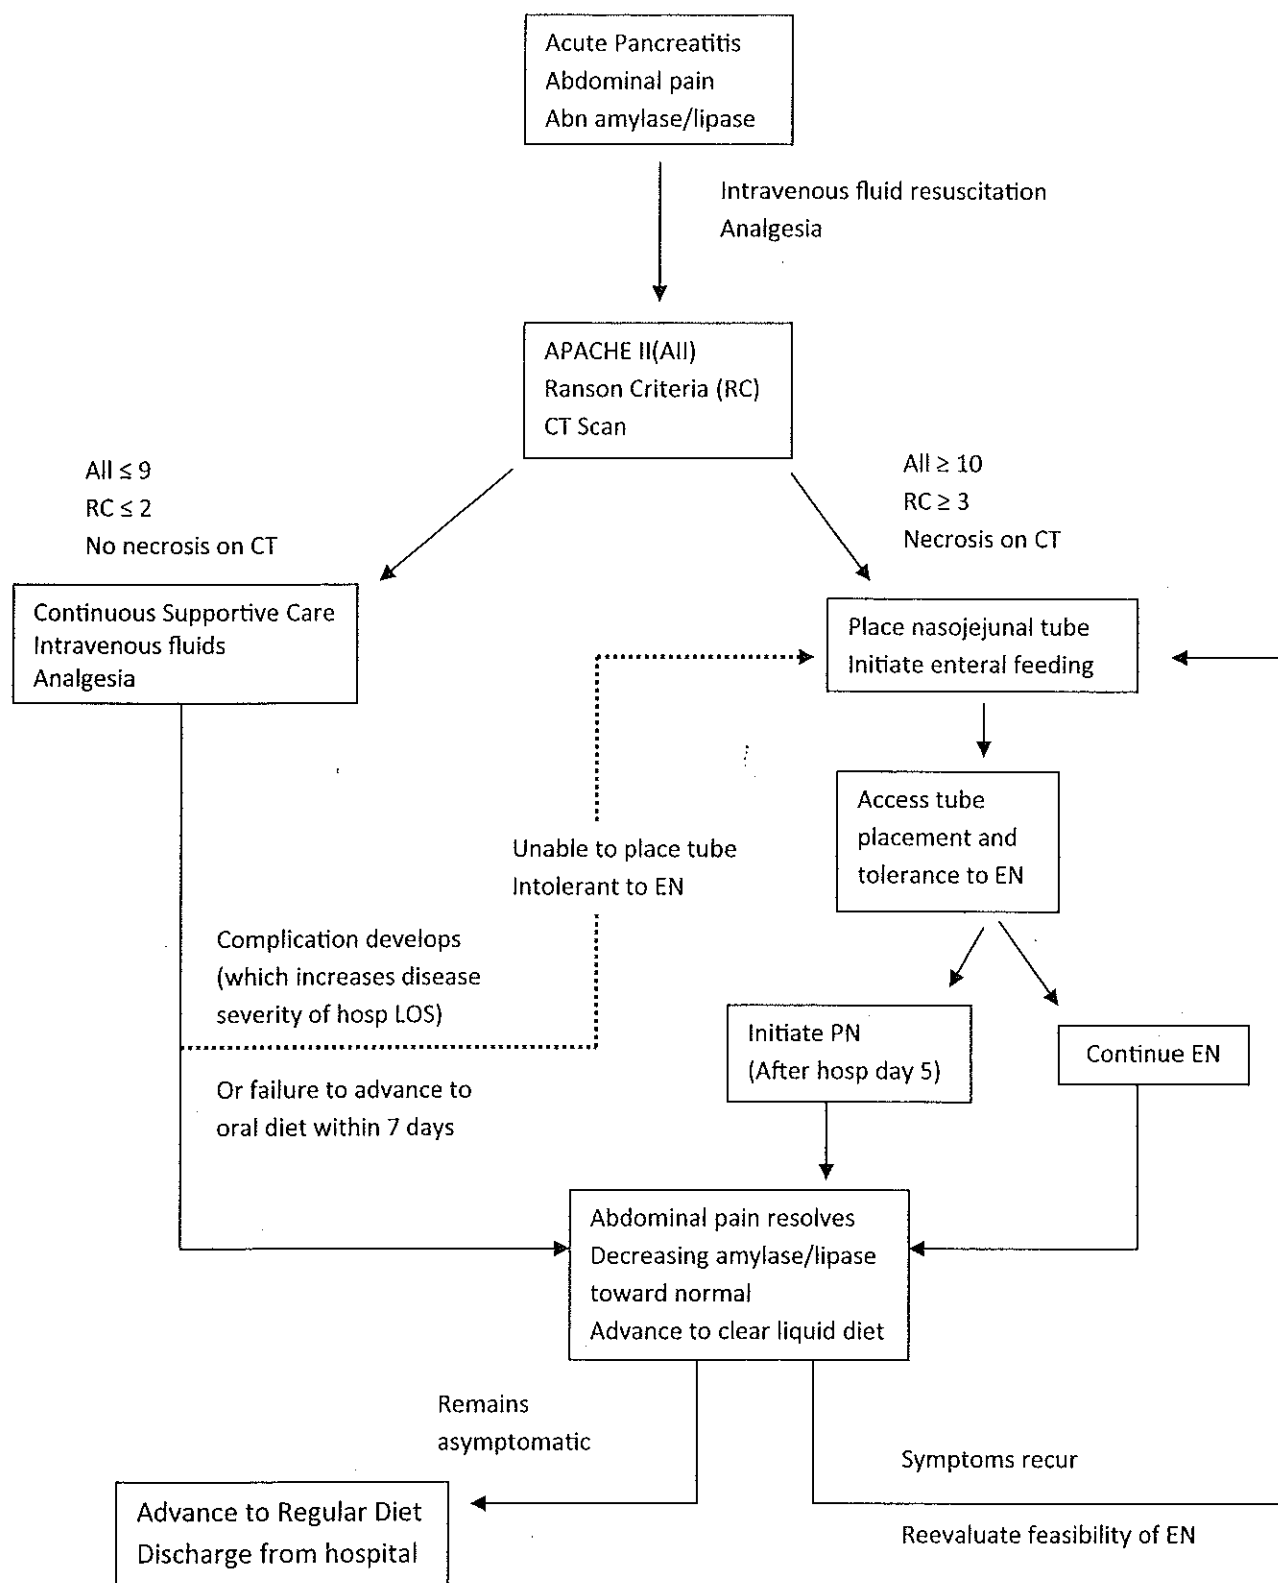 Acute Pancreatitis
Abdominal pain
Abn amylase/lipase
Intravenous fluid resuscitation
Analgesia
APACHE II(AII)
Ranson Criteria (RC)
CT Scan
AII ≤ 9
RC ≤ 2
No necrosis on CT
AII ≥ 10
RC ≥ 3
Necrosis on CT
Continuous Supportive Care
Intravenous fluids
Analgesia
Place nasojejunal tube
Initiate enteral feeding
Access tube
placement and
tolerance to EN
Unable to place tube
Intolerant to EN
Complication develops
(which increases disease
severity of hosp LOS)
Or failure to advance to
oral diet within 7 days
Initiate PN
(After hosp day 5)
Continue EN
Abdominal pain resolves
Decreasing amylase/lipase
toward normal
Advance to clear liquid diet
Remains
asymptomatic
Symptoms recur
Reevaluate feasibility of EN
Advance to Regular Diet
Discharge from hospital